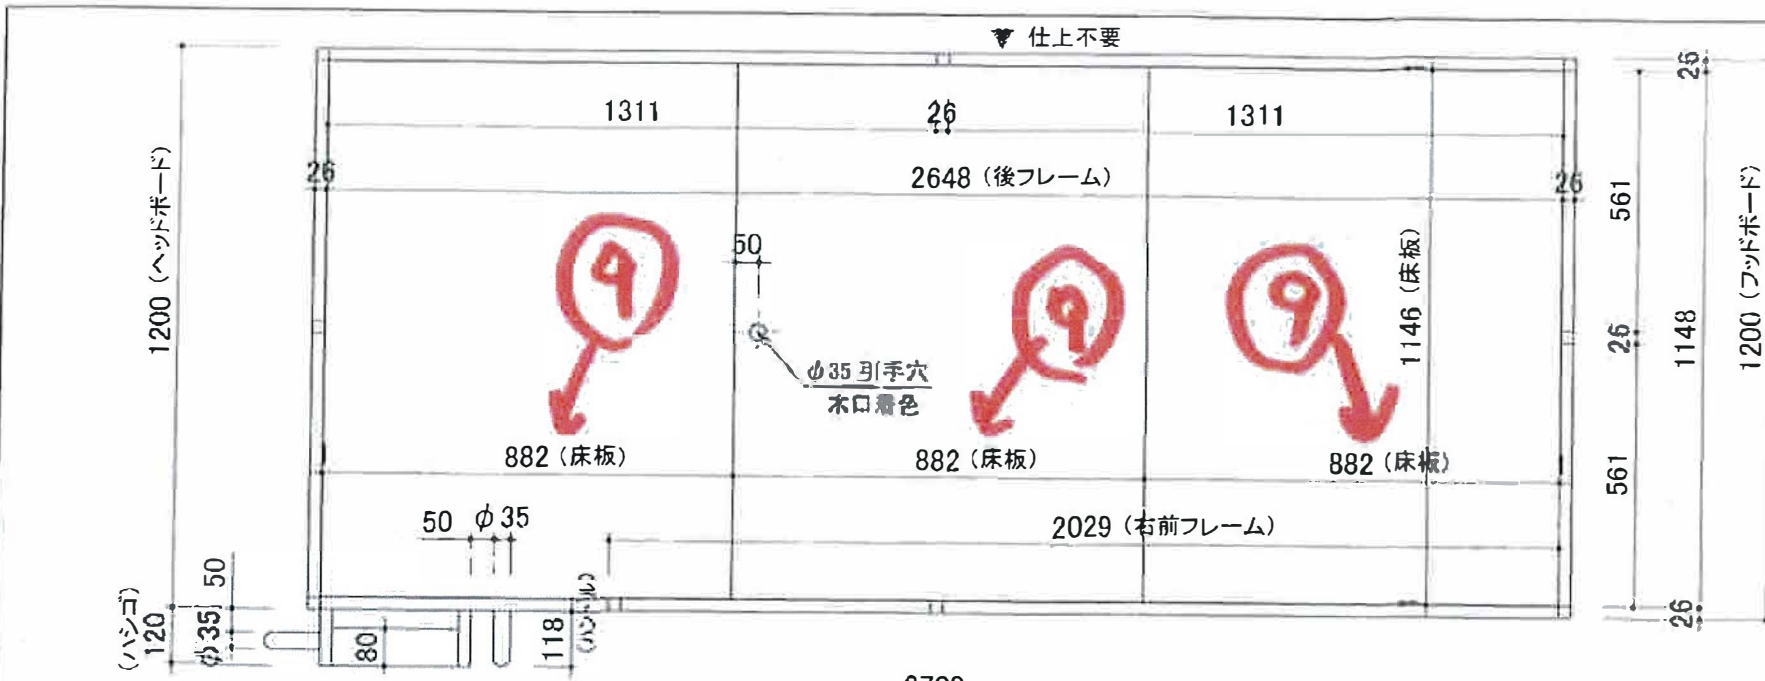 ▼ 仕上不要
26
1311
26
1311
26
2648 (後フレーム)
26
561
1200 (ヘッドボード)
9
50
9
9
1146 (床板)
26
1148
1200 (フッドボード)
φ35 引手穴
木口着色
882 (床板)
882 (床板)
882 (床板)
561
50
φ35
2029 (右前フレーム)
50
(ハシゴ)
120
φ35
80
118
(ハンドル)
26